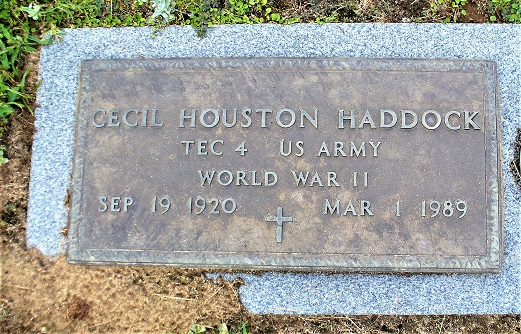 CECIL HOUSTON HADDOCK
TEC 4 US ARMY
WORLD WAR II
SEP 19 1920 MAR 1 1989